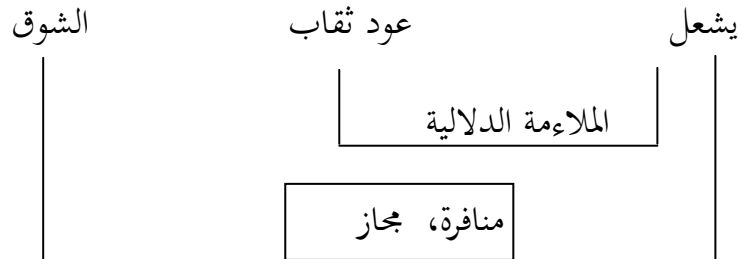 يشعل عود ثقاب الشوق
الملاءمة الدلالية
منافرة، مجاز